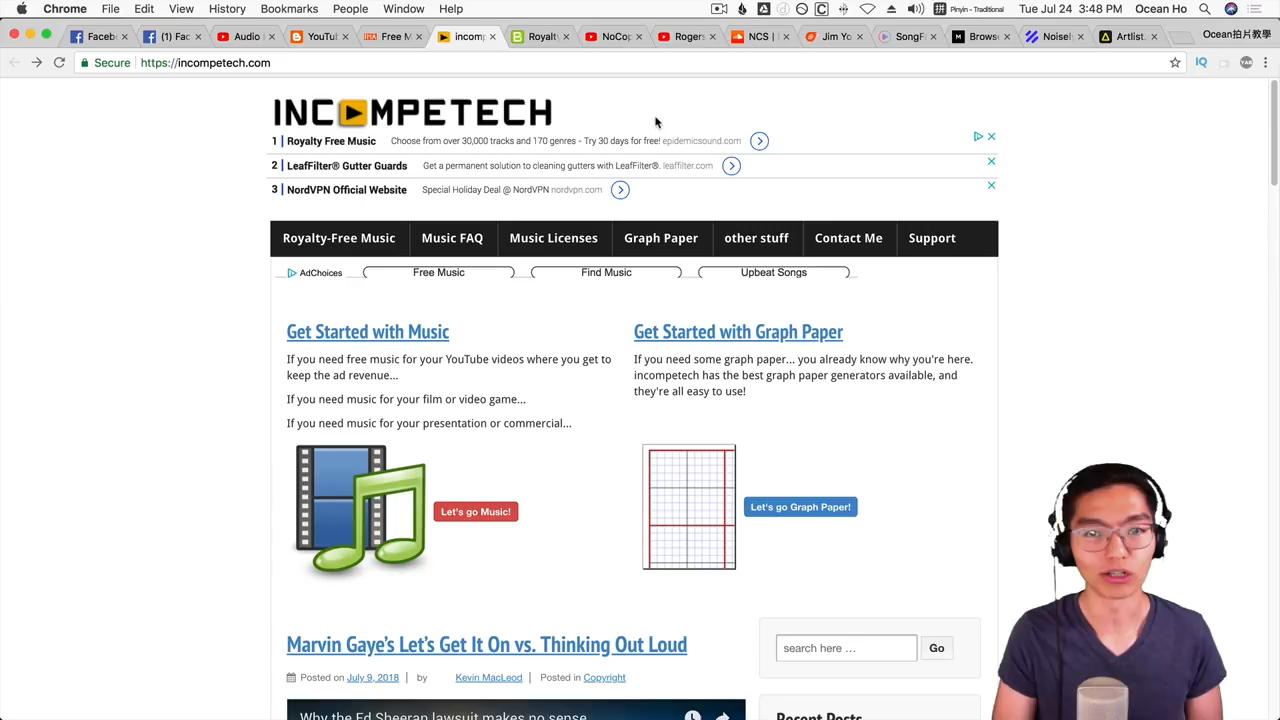 Chrome File Edit View History Bookmarks People Window Help Pinyin - Traditional Tue Jul 24 3:48 PM Ocean Ho
Faceb (1) Fac Audio YouTu Free M incomp Royalt NoCop Rogers NCS | Jim Yo SongF Brows Noisel Artlist Ocean拍片教學
Secure https://incompetech.com
INCOMPETECH
1 Royalty Free Music Choose from over 30,000 tracks and 170 genres - Try 30 days for free! epidemicsound.com
2 LeafFilter® Gutter Guards Get a permanent solution to cleaning gutters with LeafFilter®. leaffilter.com
3 NordVPN Official Website Special Holiday Deal @ NordVPN nordvpn.com
Royalty-Free Music Music FAQ Music Licenses Graph Paper other stuff Contact Me Support
AdChoices Free Music Find Music Upbeat Songs
Get Started with Music
If you need free music for your YouTube videos where you get to
keep the ad revenue...
If you need music for your film or video game...
If you need music for your presentation or commercial...
Let's go Music!
Get Started with Graph Paper
If you need some graph paper... you already know why you're here.
incompetech has the best graph paper generators available, and
they're all easy to use!
Let's go Graph Paper!
Marvin Gaye's Let's Get It On vs. Thinking Out Loud
Posted on July 9, 2018 | by Kevin MacLeod | Posted in Copyright
Why the Ed Sheeran lawsuit makes no sense
search here ... Go
Recent Posts